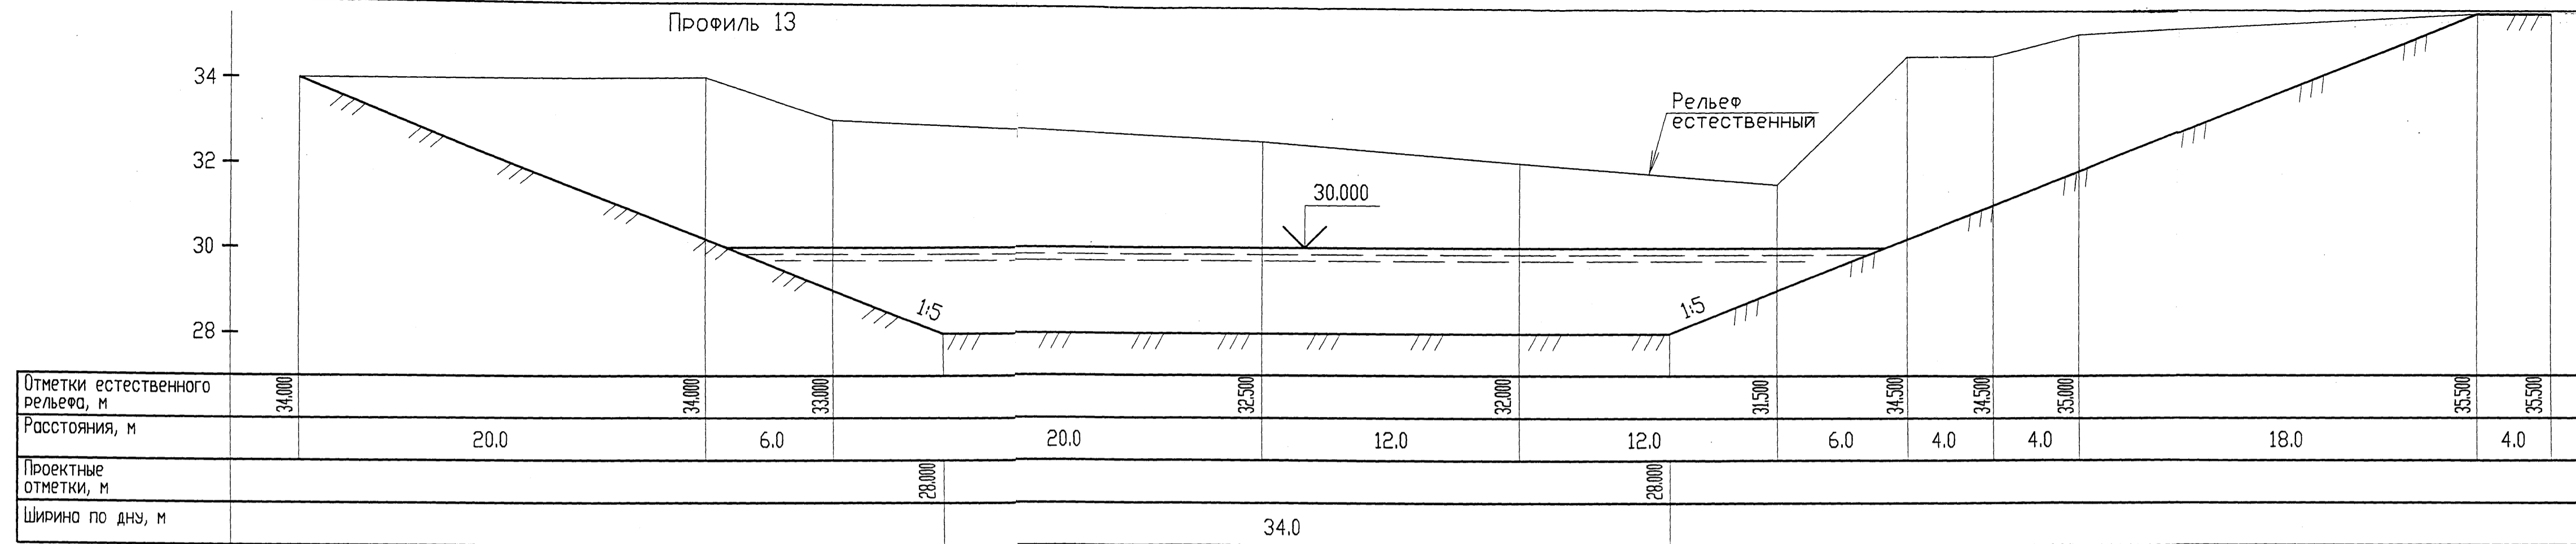 Профиль 13
34
32
30
28
Рельеф
естественный
30.000
1:5
1:5
Отметки естественного
рельефа, м
34.000 34.000 33.000 32.500 32.000 31.500 34.500 34.500 35.000 35.500 35.500
Расстояния, м
20.0 6.0 20.0 12.0 12.0 6.0 4.0 4.0 18.0 4.0
Проектные
отметки, м
28.000 28.000
Ширина по дну, м
34.0